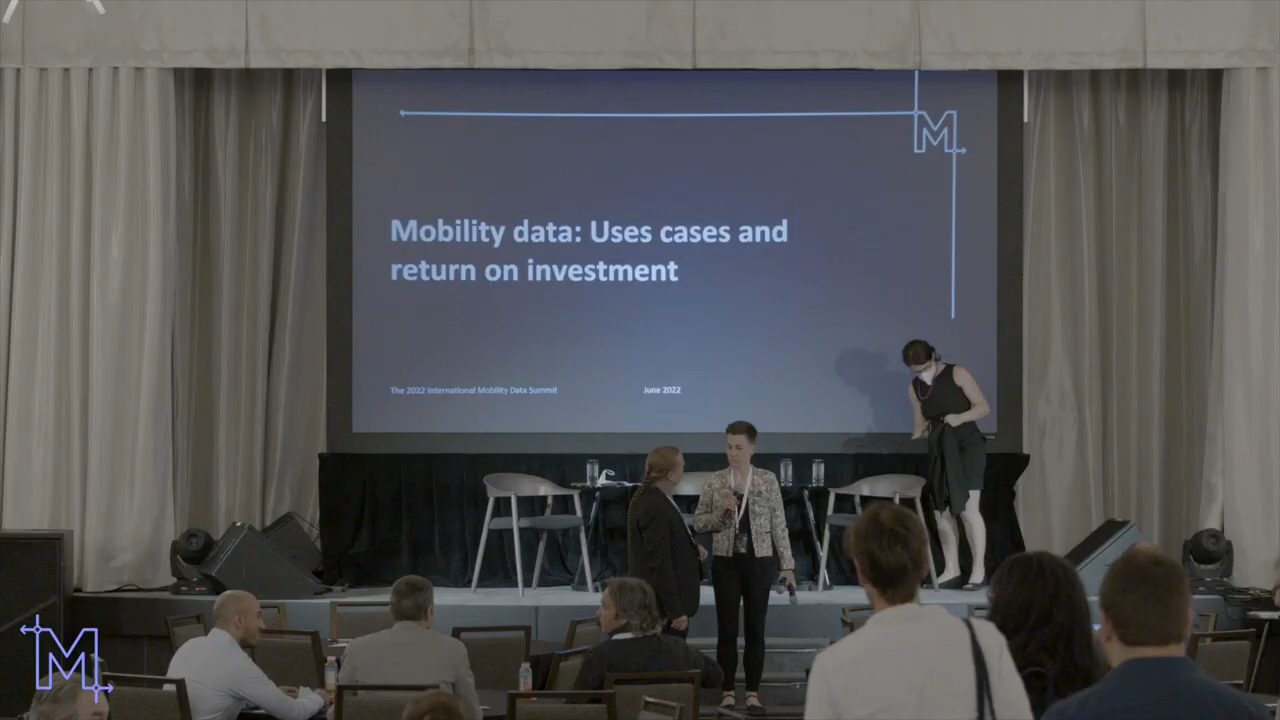 M
Mobility data: Uses cases and
return on investment
The 2022 International Mobility Data Summit
June 2022
M